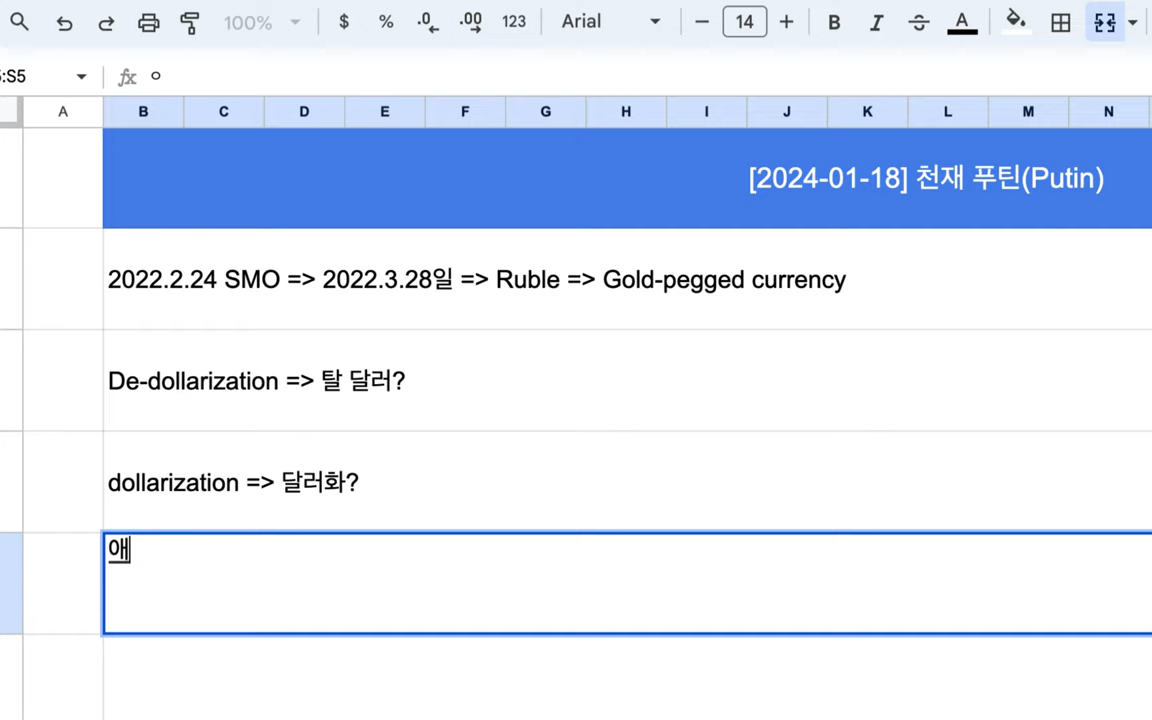 100% $ % .0 .00 123 Arial 14 B I S A
:S5 fx ㅇ
A B C D E F G H I J K L M N
[2024-01-18] 천재 푸틴(Putin)
2022.2.24 SMO => 2022.3.28일 => Ruble => Gold-pegged currency
De-dollarization => 탈 달러?
dollarization => 달러화?
애